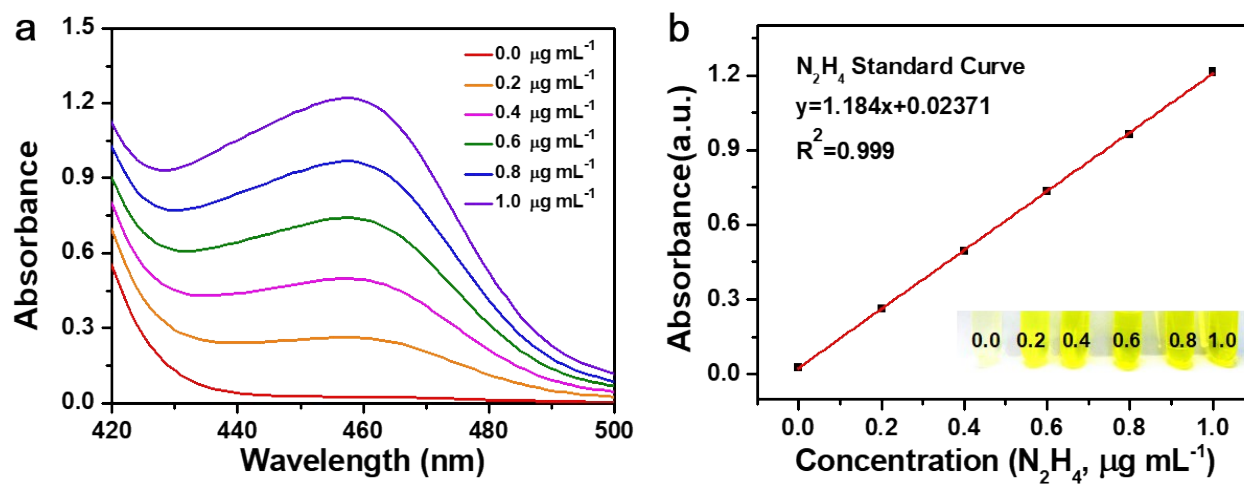 a
1.5
1.2
0.9
0.6
0.3
0.0
Absorbance
420 440 460 480 500
Wavelength (nm)
0.0 μg mL⁻¹
0.2 μg mL⁻¹
0.4 μg mL⁻¹
0.6 μg mL⁻¹
0.8 μg mL⁻¹
1.0 μg mL⁻¹
b
1.2
0.9
0.6
0.3
0.0
Absorbance(a.u.)
N₂H₄ Standard Curve
y=1.184x+0.02371
R²=0.999
0.0 0.2 0.4 0.6 0.8 1.0
0.0 0.2 0.4 0.6 0.8 1.0
Concentration (N₂H₄, μg mL⁻¹)